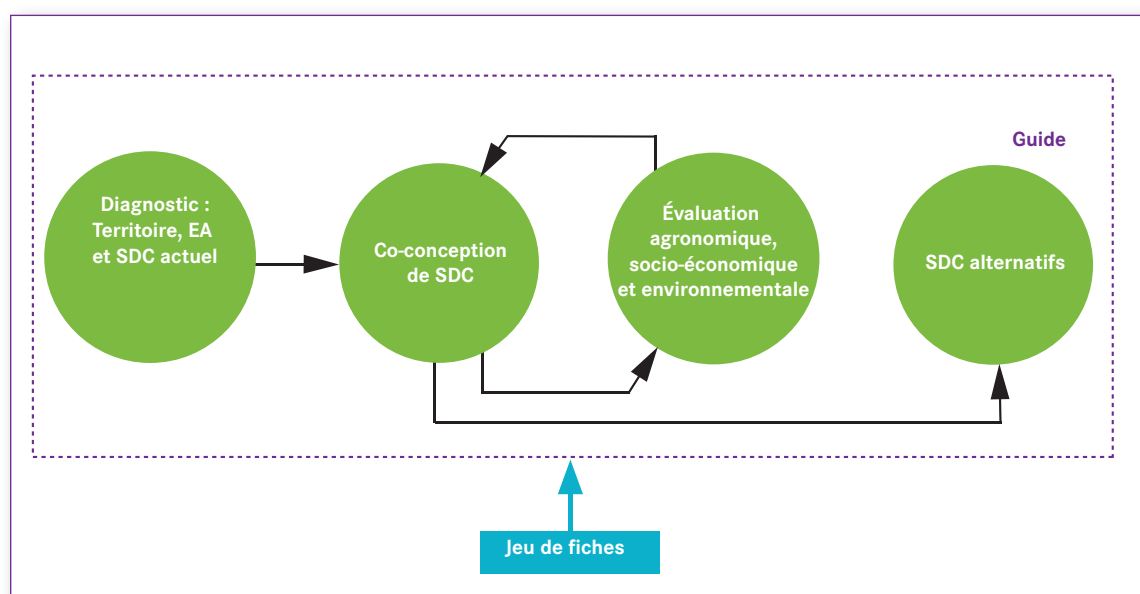 Guide
Diagnostic :
Territoire, EA
et SDC actuel
Co-conception
de SDC
Évaluation
agronomique,
socio-économique
et environnementale
SDC alternatifs
Jeu de fiches